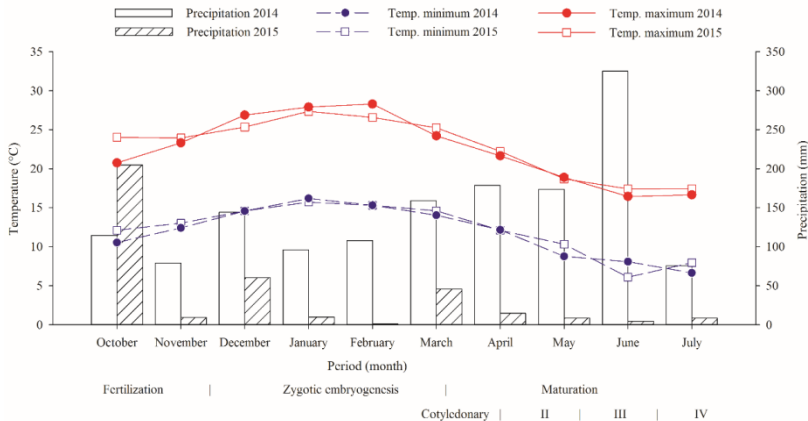 Precipitation 2014 Temp. minimum 2014 Temp. maximum 2014
Precipitation 2015 Temp. minimum 2015 Temp. maximum 2015
35 350
30 300
25 250
20 200
15 150
10 100
5 50
0 0
Temperature (°C)
Precipitation (mm)
October November December January February March April May June July
Period (month)
Fertilization | Zygotic embryogenesis | Maturation
Cotyledonary | II | III | IV